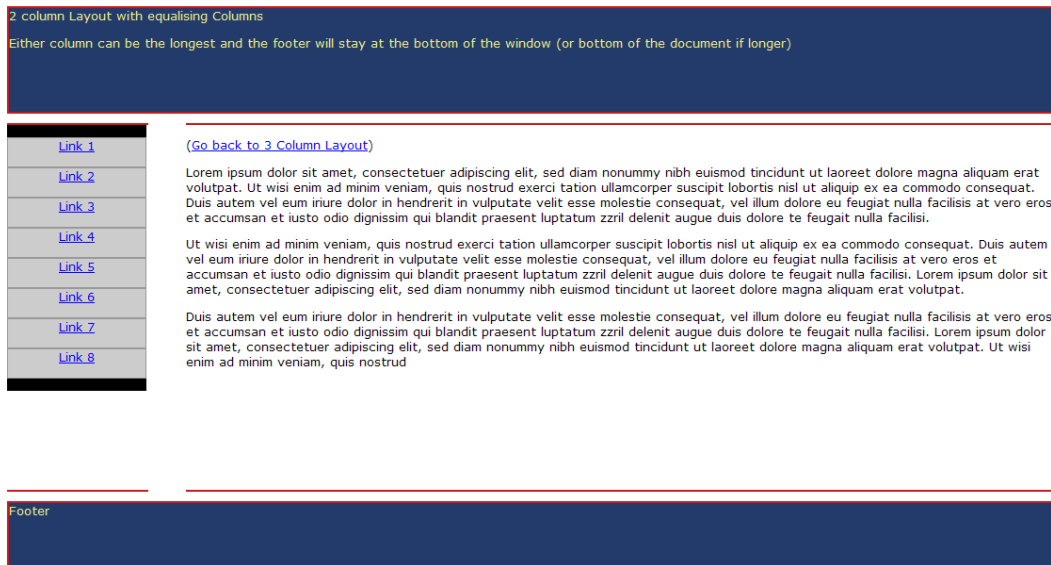 2 column Layout with equalising Columns
Either column can be the longest and the footer will stay at the bottom of the window (or bottom of the document if longer)
Link 1
Link 2
Link 3
Link 4
Link 5
Link 6
Link 7
Link 8
(Go back to 3 Column Layout)
Lorem ipsum dolor sit amet, consectetuer adipiscing elit, sed diam nonummy nibh euismod tincidunt ut laoreet dolore magna aliquam erat
volutpat. Ut wisi enim ad minim veniam, quis nostrud exerci tation ullamcorper suscipit lobortis nisl ut aliquip ex ea commodo consequat.
Duis autem vel eum iriure dolor in hendrerit in vulputate velit esse molestie consequat, vel illum dolore eu feugiat nulla facilisis at vero eros
et accumsan et iusto odio dignissim qui blandit praesent luptatum zzril delenit augue duis dolore te feugait nulla facilisi.
Ut wisi enim ad minim veniam, quis nostrud exerci tation ullamcorper suscipit lobortis nisl ut aliquip ex ea commodo consequat. Duis autem
vel eum iriure dolor in hendrerit in vulputate velit esse molestie consequat, vel illum dolore eu feugiat nulla facilisis at vero eros et
accumsan et iusto odio dignissim qui blandit praesent luptatum zzril delenit augue duis dolore te feugait nulla facilisi. Lorem ipsum dolor sit
amet, consectetuer adipiscing elit, sed diam nonummy nibh euismod tincidunt ut laoreet dolore magna aliquam erat volutpat.
Duis autem vel eum iriure dolor in hendrerit in vulputate velit esse molestie consequat, vel illum dolore eu feugiat nulla facilisis at vero eros
et accumsan et iusto odio dignissim qui blandit praesent luptatum zzril delenit augue duis dolore te feugait nulla facilisi. Lorem ipsum dolor
sit amet, consectetuer adipiscing elit, sed diam nonummy nibh euismod tincidunt ut laoreet dolore magna aliquam erat volutpat. Ut wisi
enim ad minim veniam, quis nostrud
Footer